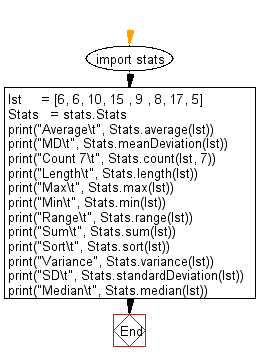 import stats
lst = [6, 6, 10, 15 , 9 , 8, 17, 5]
Stats = stats.Stats
print("Average\t", Stats.average(lst))
print("MD\t", Stats.meanDeviation(lst))
print("Count 7\t", Stats.count(lst, 7))
print("Length\t", Stats.length(lst))
print("Max\t", Stats.max(lst))
print("Min\t", Stats.min(lst))
print("Range\t", Stats.range(lst))
print("Sum\t", Stats.sum(lst))
print("Sort\t", Stats.sort(lst))
print("Variance", Stats.variance(lst))
print("SD\t", Stats.standardDeviation(lst))
print("Median\t", Stats.median(lst))
End